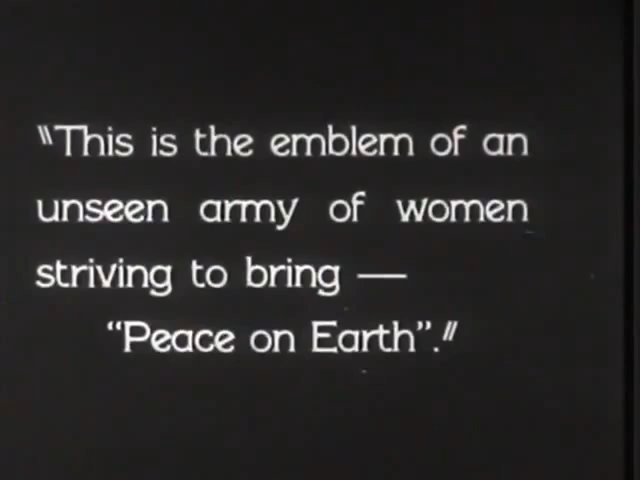 "This is the emblem of an
unseen army of women
striving to bring —
"Peace on Earth"."